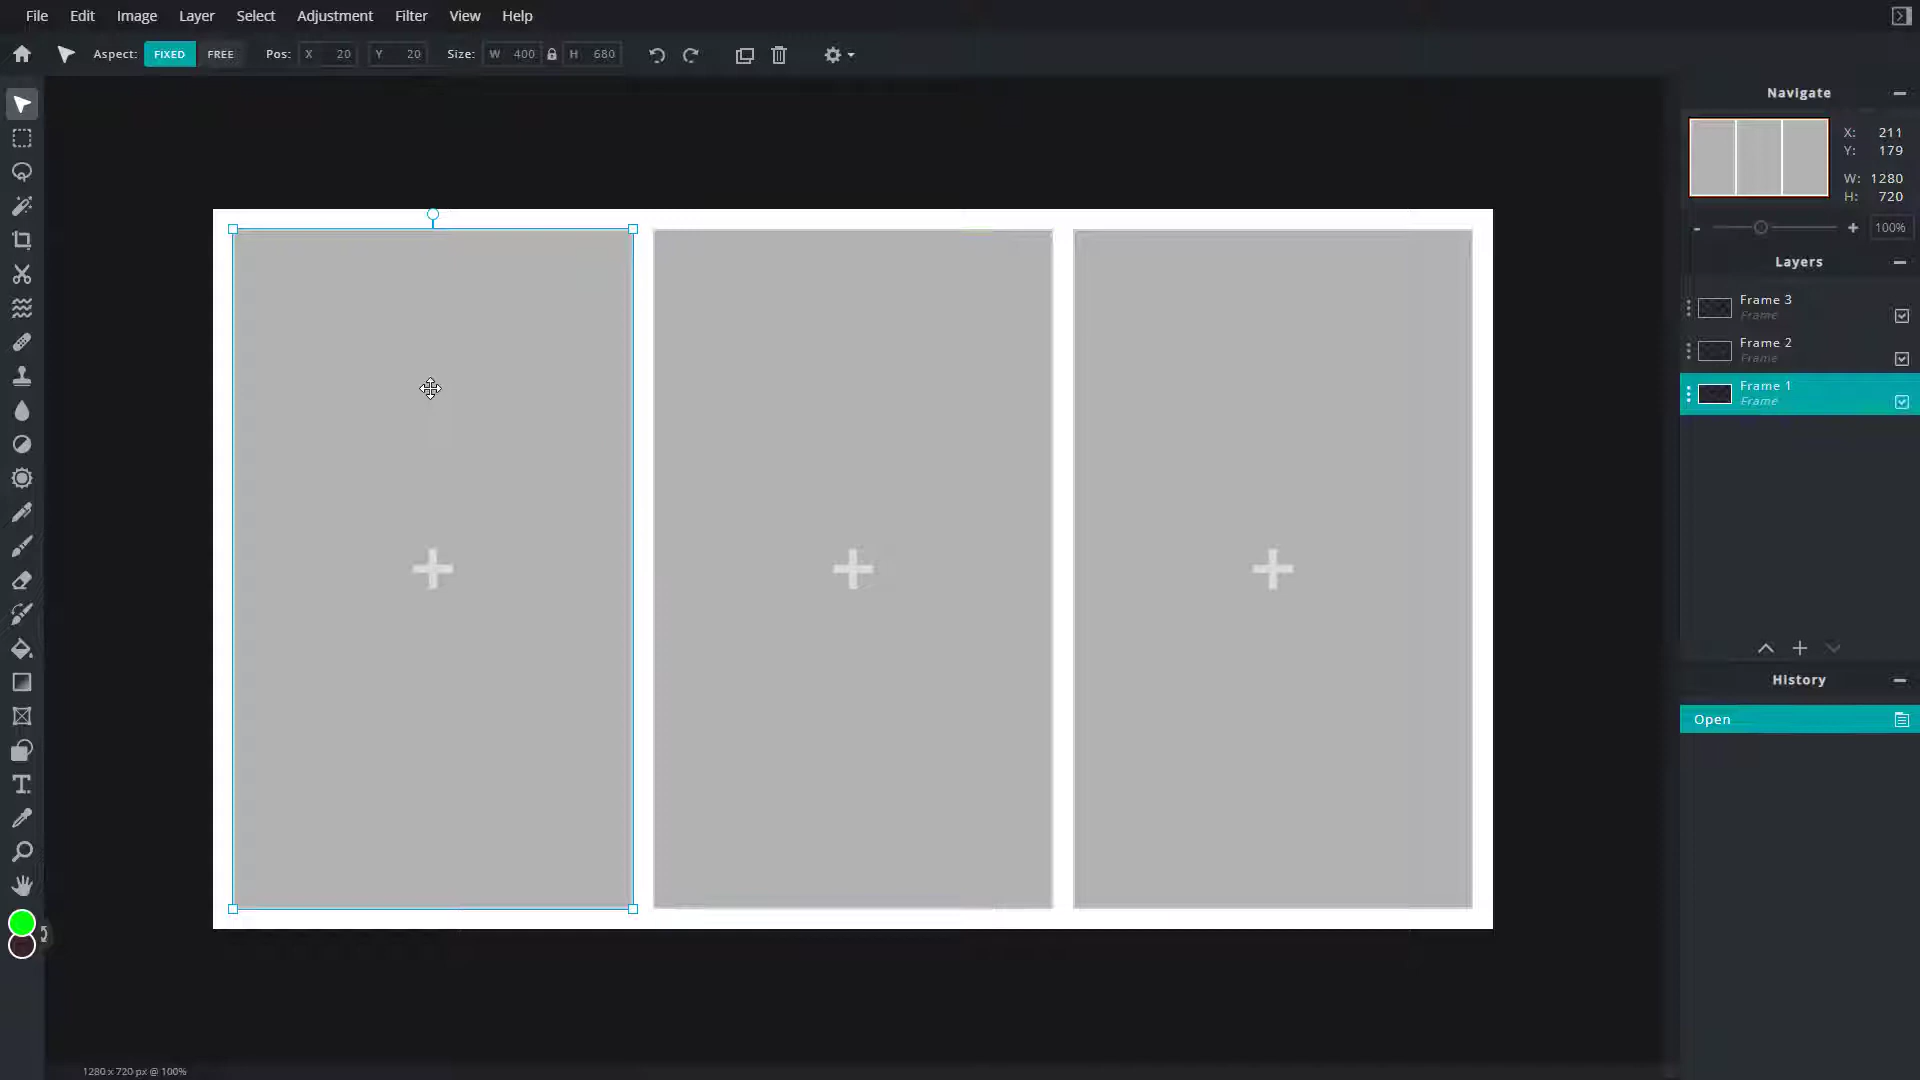 File Edit Image Layer Select Adjustment Filter View Help
Aspect: FIXED FREE Pos: X 20 Y 20 Size: W 400 H 680
Navigate
X: 211
Y: 179
W: 1280
H: 720
- + 100%
Layers
Frame 3
Frame
Frame 2
Frame
Frame 1
Frame
History
Open
1280 x 720 px @ 100%